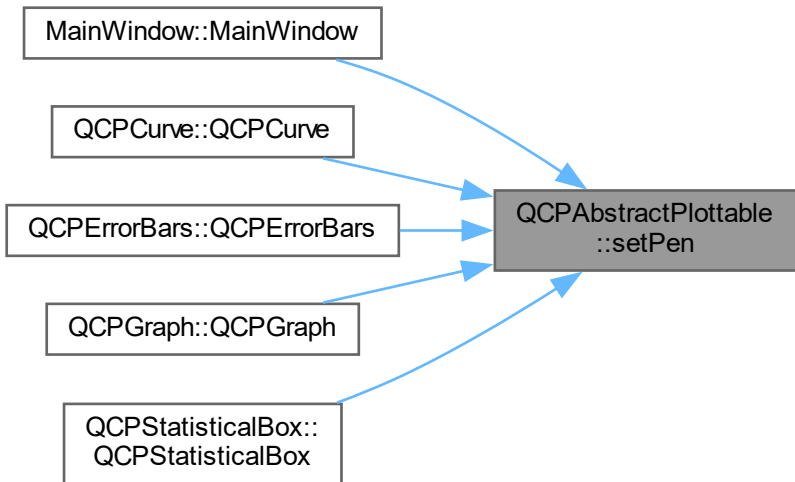 MainWindow::MainWindow
QCPCurve::QCPCurve
QCPErrorBars::QCPErrorBars
QCPGraph::QCPGraph
QCPStatisticalBox::
QCPStatisticalBox
QCPAbstractPlottable
::setPen